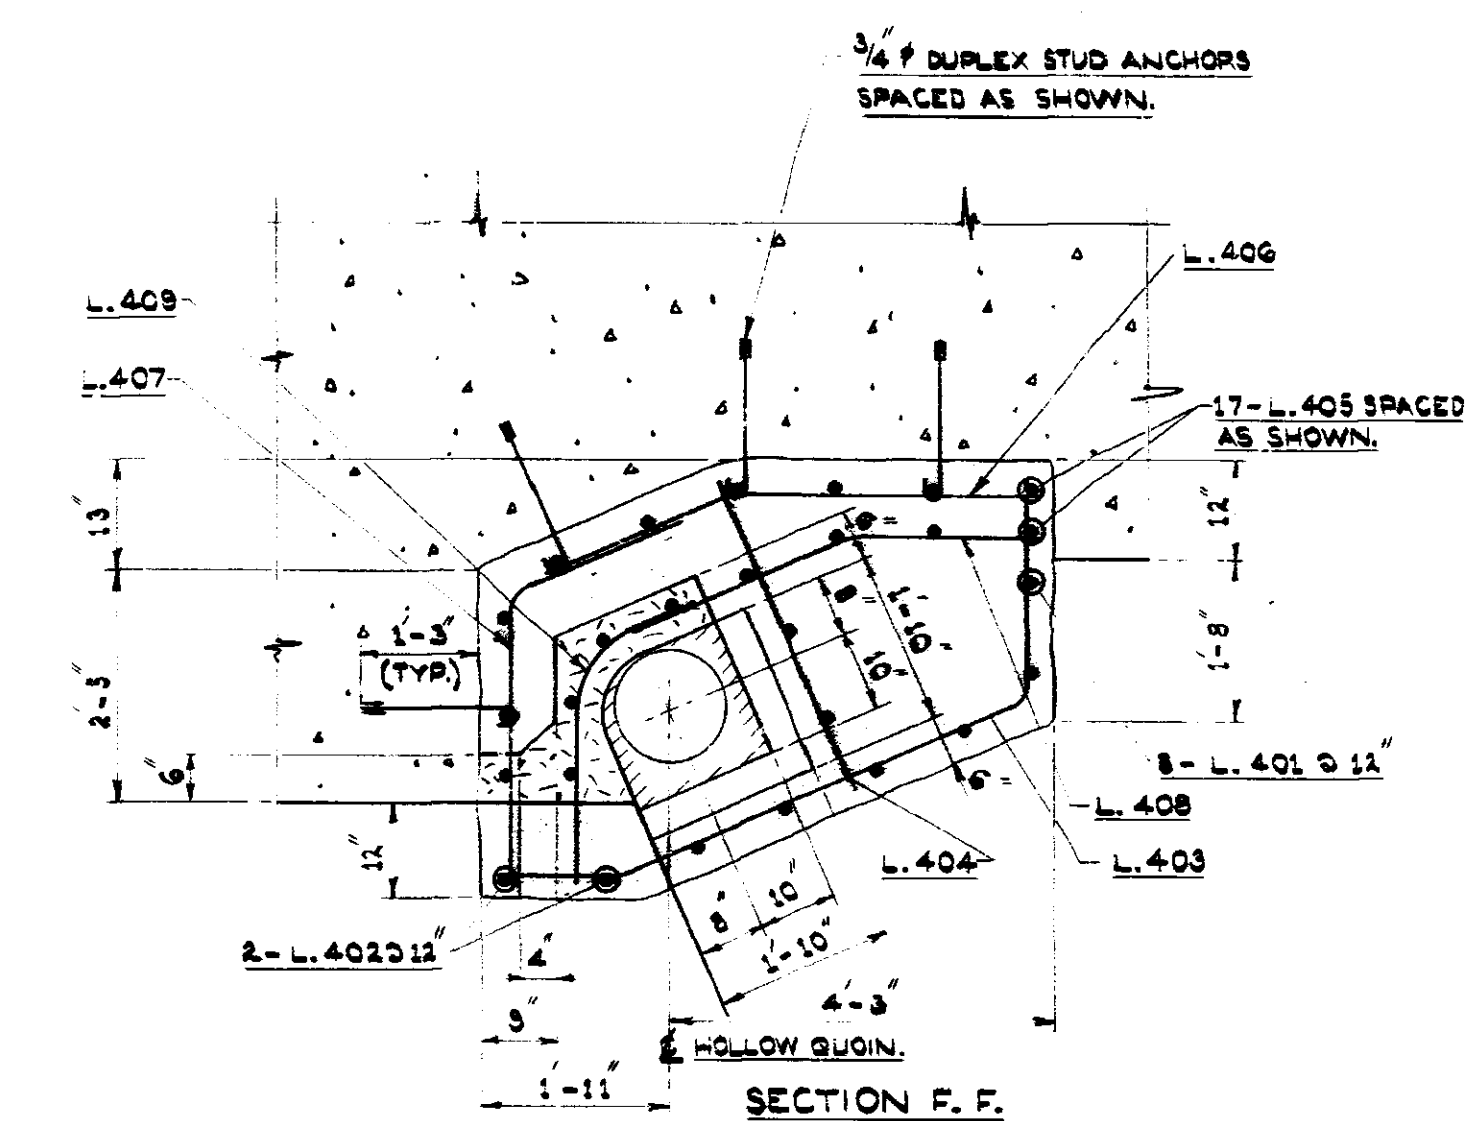 3/4" ϕ DUPLEX STUD ANCHORS
SPACED AS SHOWN.
L.406
L.409
L.407
17-L.405 SPACED
AS SHOWN.
13"
12"
6"
8"
1'-10"
10"
1'-3"
(TYP.)
2'-5"
1'-8"
6"
6"
8-L.401 @ 12"
L.408
12"
L.404
L.403
8"
10"
1'-10"
2-L.402 @ 12"
4"
4'-3"
9"
℄ HOLLOW QUOIN.
1'-11"
SECTION F.F.